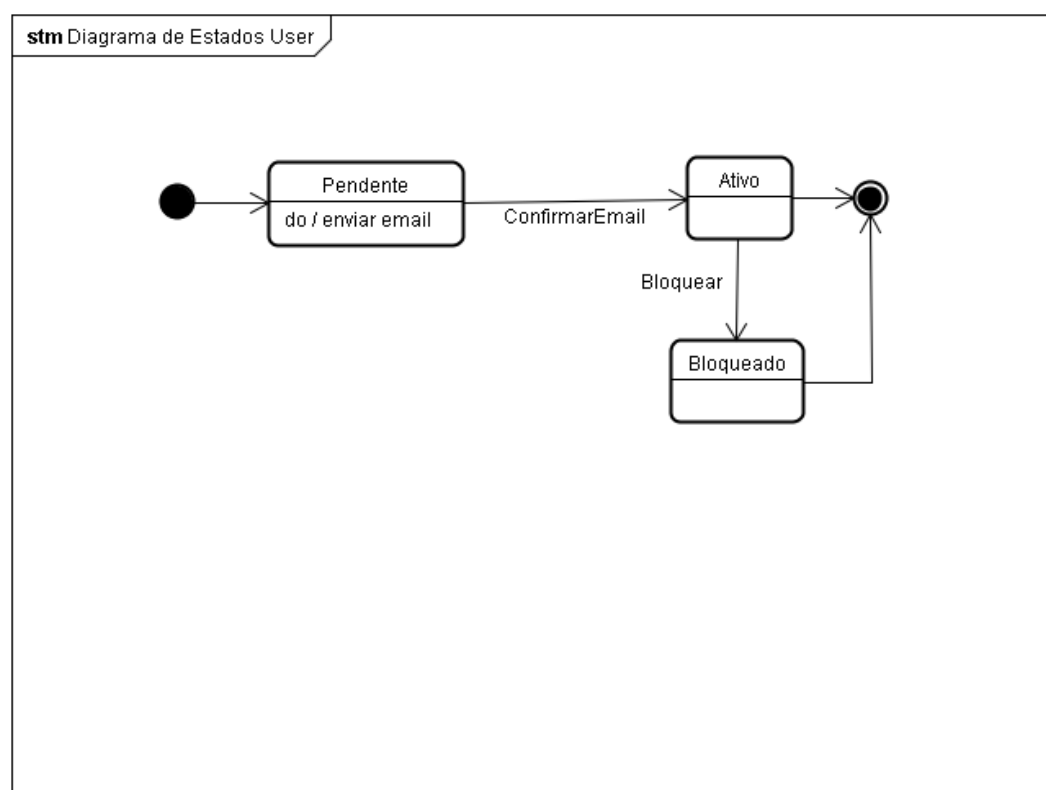 stm Diagrama de Estados User
Pendente
do / enviar email
ConfirmarEmail
Ativo
Bloquear
Bloqueado